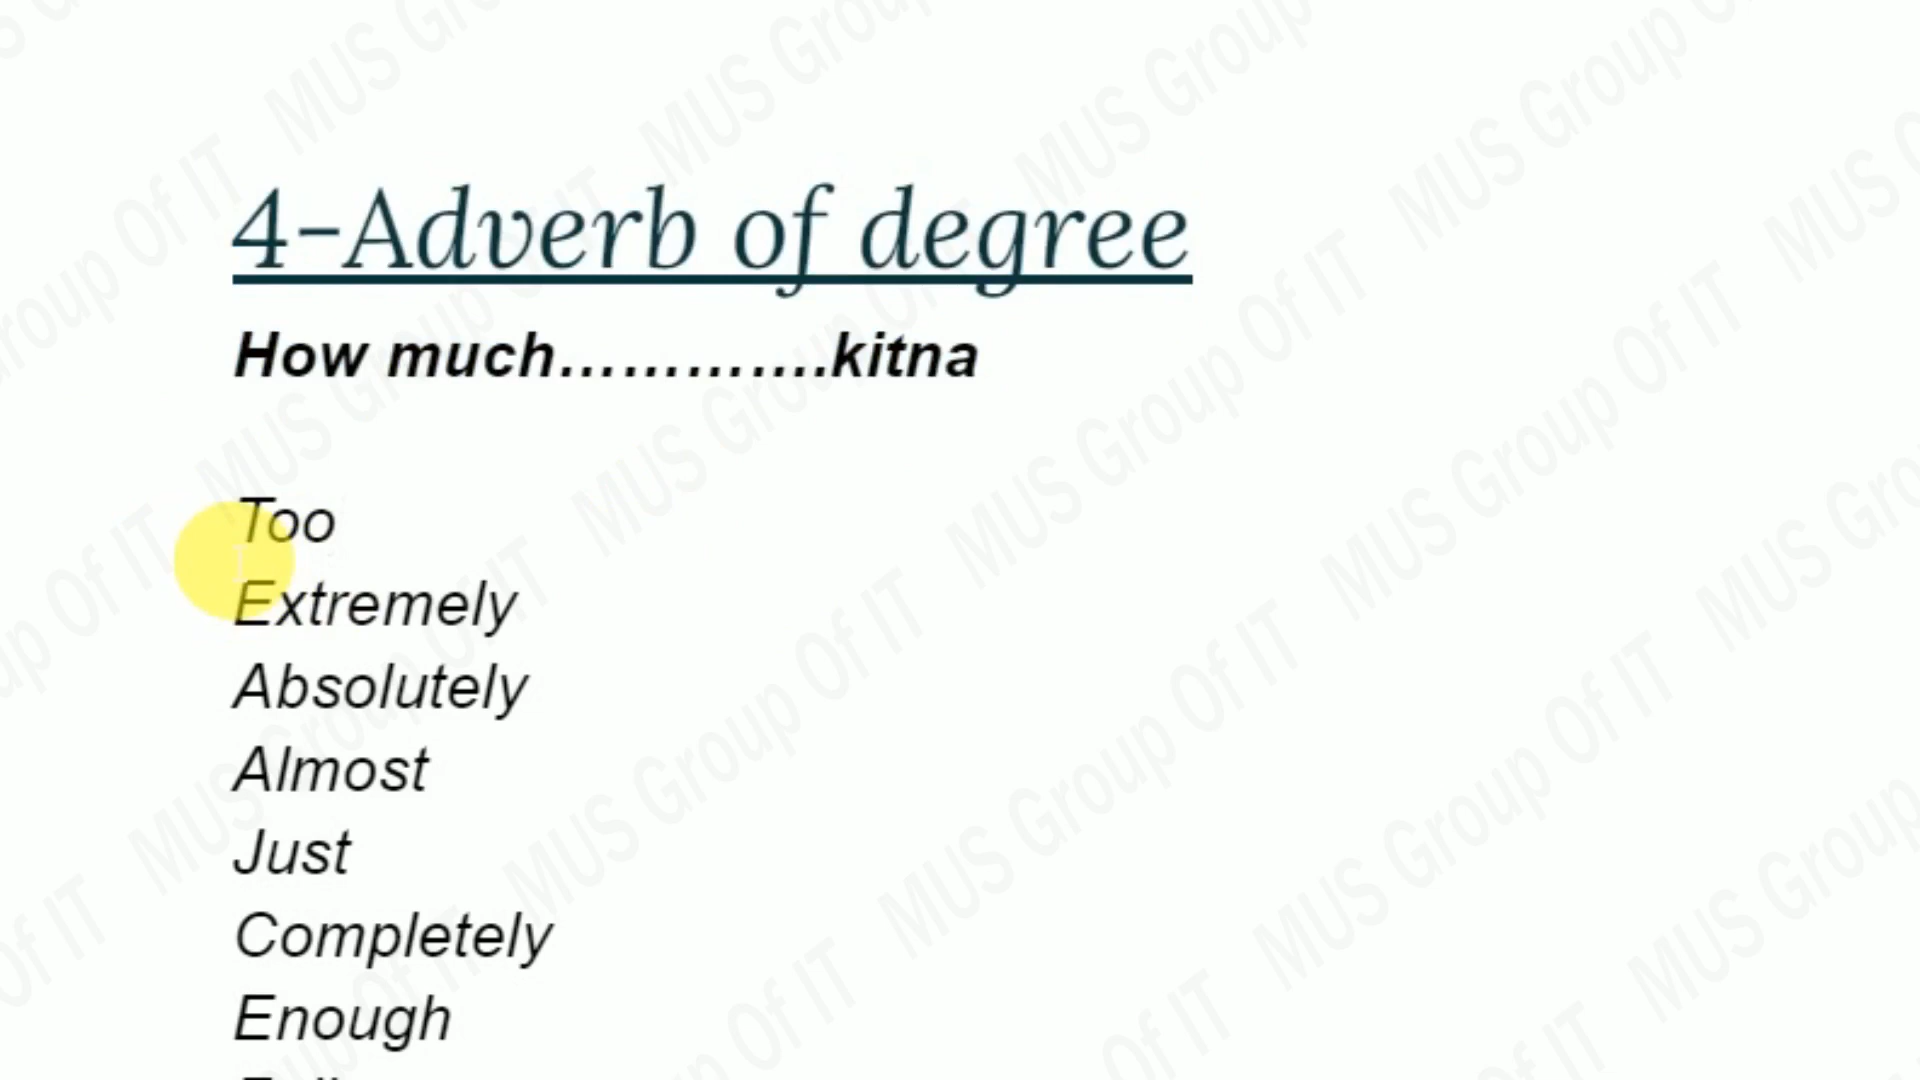 4-Adverb of degree
How much………….kitna
Too
Extremely
Absolutely
Almost
Just
Completely
Enough